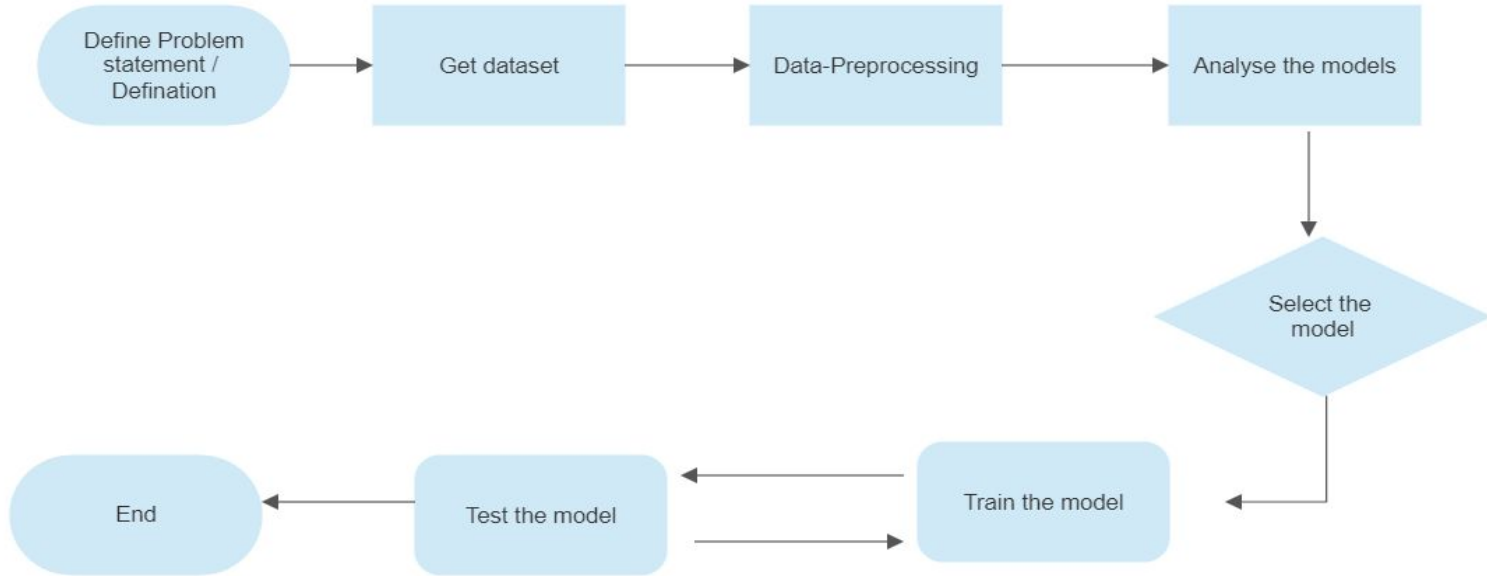 Define Problem
statement /
Defination
Get dataset
Data-Preprocessing
Analyse the models
Select the
model
Train the model
Test the model
End